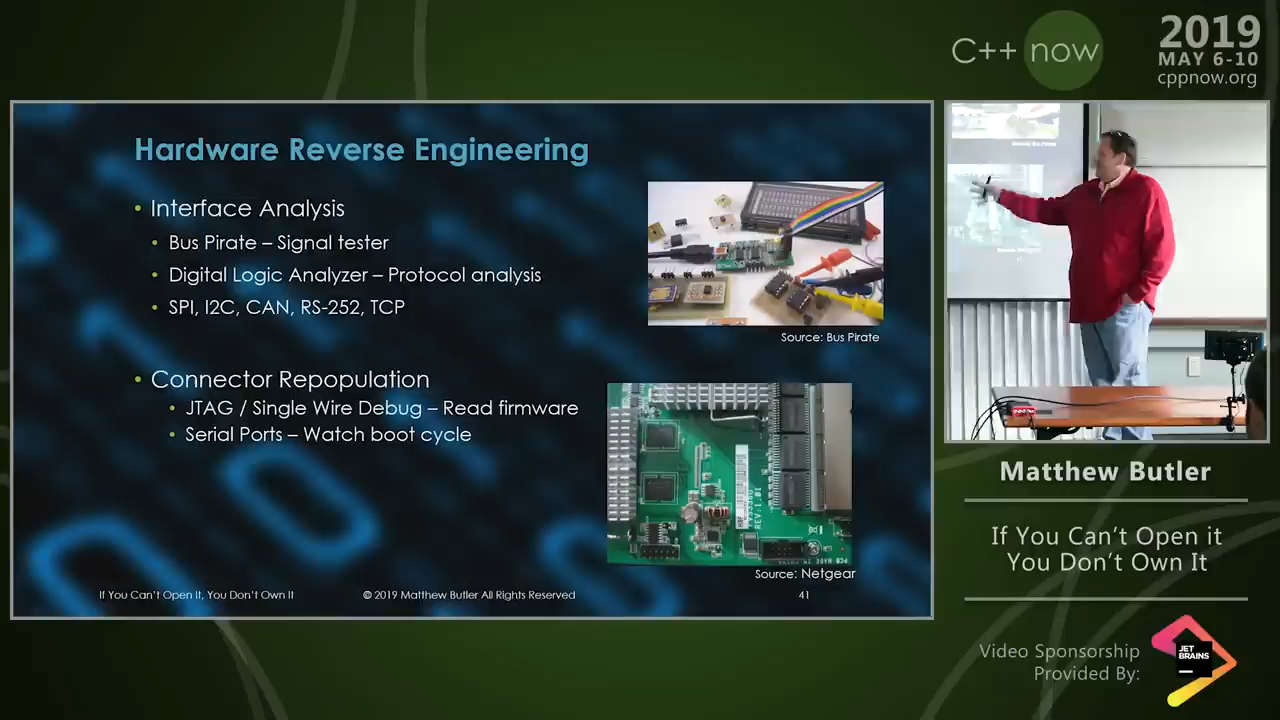 C++ now
2019
MAY 6-10
cppnow.org
Hardware Reverse Engineering
• Interface Analysis
• Bus Pirate – Signal tester
• Digital Logic Analyzer – Protocol analysis
• SPI, I2C, CAN, RS-252, TCP
Source: Bus Pirate
• Connector Repopulation
• JTAG / Single Wire Debug – Read firmware
• Serial Ports – Watch boot cycle
REV:1.01
Source: Netgear
If You Can't Open It, You Don't Own It
© 2019 Matthew Butler All Rights Reserved
41
Matthew Butler
If You Can't Open it
You Don't Own It
Video Sponsorship
Provided By:
JET
BRAINS